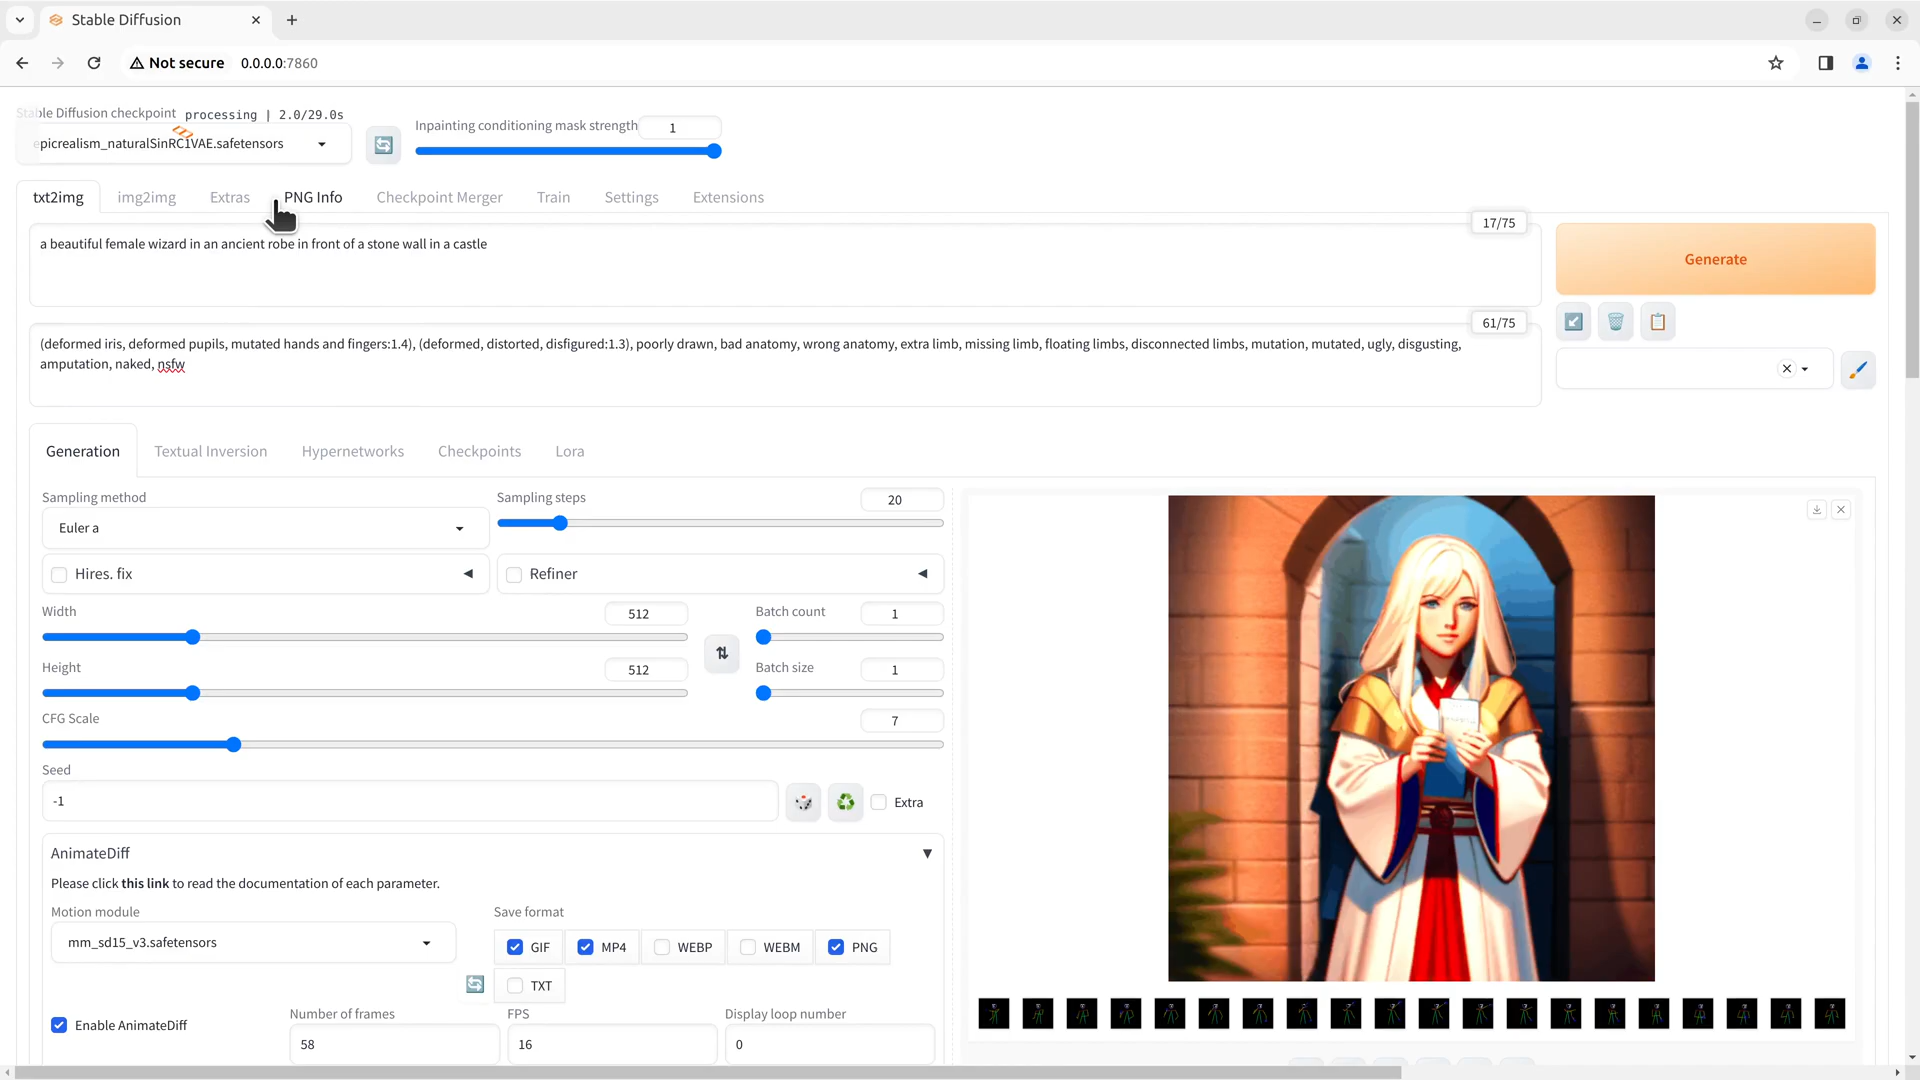 Stable Diffusion
Not secure 0.0.0.0:7860
Stable Diffusion checkpoint processing | 2.0/29.0s
epicrealism_naturalSinRC1VAE.safetensors
Inpainting conditioning mask strength 1
txt2img img2img Extras PNG Info Checkpoint Merger Train Settings Extensions
17/75
a beautiful female wizard in an ancient robe in front of a stone wall in a castle
Generate
61/75
(deformed iris, deformed pupils, mutated hands and fingers:1.4), (deformed, distorted, disfigured:1.3), poorly drawn, bad anatomy, wrong anatomy, extra limb, missing limb, floating limbs, disconnected limbs, mutation, mutated, ugly, disgusting,
amputation, naked, nsfw
Generation Textual Inversion Hypernetworks Checkpoints Lora
Sampling method
Euler a
Sampling steps 20
Hires. fix
Refiner
Width 512
Batch count 1
Height 512
Batch size 1
CFG Scale 7
Seed
-1
Extra
AnimateDiff
Please click this link to read the documentation of each parameter.
Motion module
mm_sd15_v3.safetensors
Save format
GIF MP4 WEBP WEBM PNG
TXT
Enable AnimateDiff
Number of frames
58
FPS
16
Display loop number
0